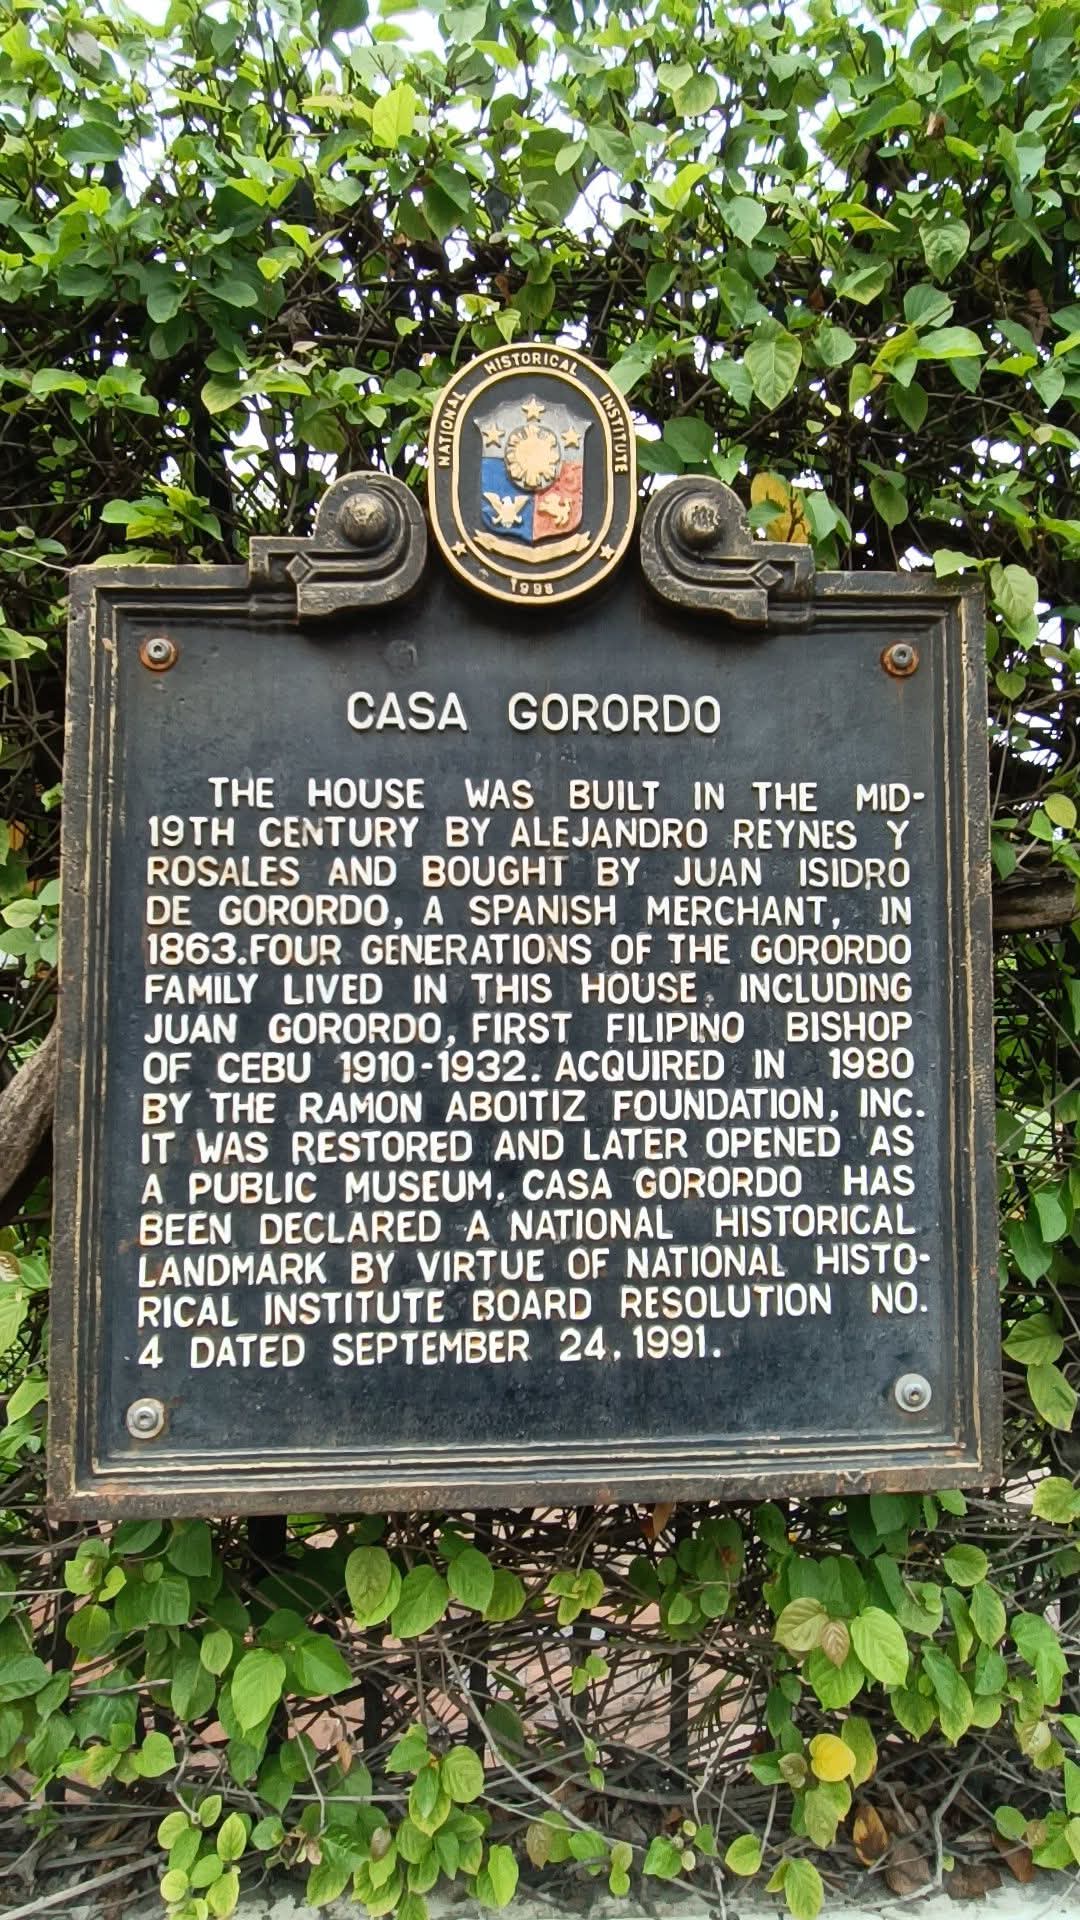 NATIONAL HISTORICAL INSTITUTE
1998
CASA GORORDO
THE HOUSE WAS BUILT IN THE MID-
19TH CENTURY BY ALEJANDRO REYNES Y
ROSALES AND BOUGHT BY JUAN ISIDRO
DE GORORDO, A SPANISH MERCHANT, IN
1863.FOUR GENERATIONS OF THE GORORDO
FAMILY LIVED IN THIS HOUSE, INCLUDING
JUAN GORORDO, FIRST FILIPINO BISHOP
OF CEBU 1910-1932. ACQUIRED IN 1980
BY THE RAMON ABOITIZ FOUNDATION, INC.
IT WAS RESTORED AND LATER OPENED AS
A PUBLIC MUSEUM. CASA GORORDO HAS
BEEN DECLARED A NATIONAL HISTORICAL
LANDMARK BY VIRTUE OF NATIONAL HISTO-
RICAL INSTITUTE BOARD RESOLUTION NO.
4 DATED SEPTEMBER 24, 1991.